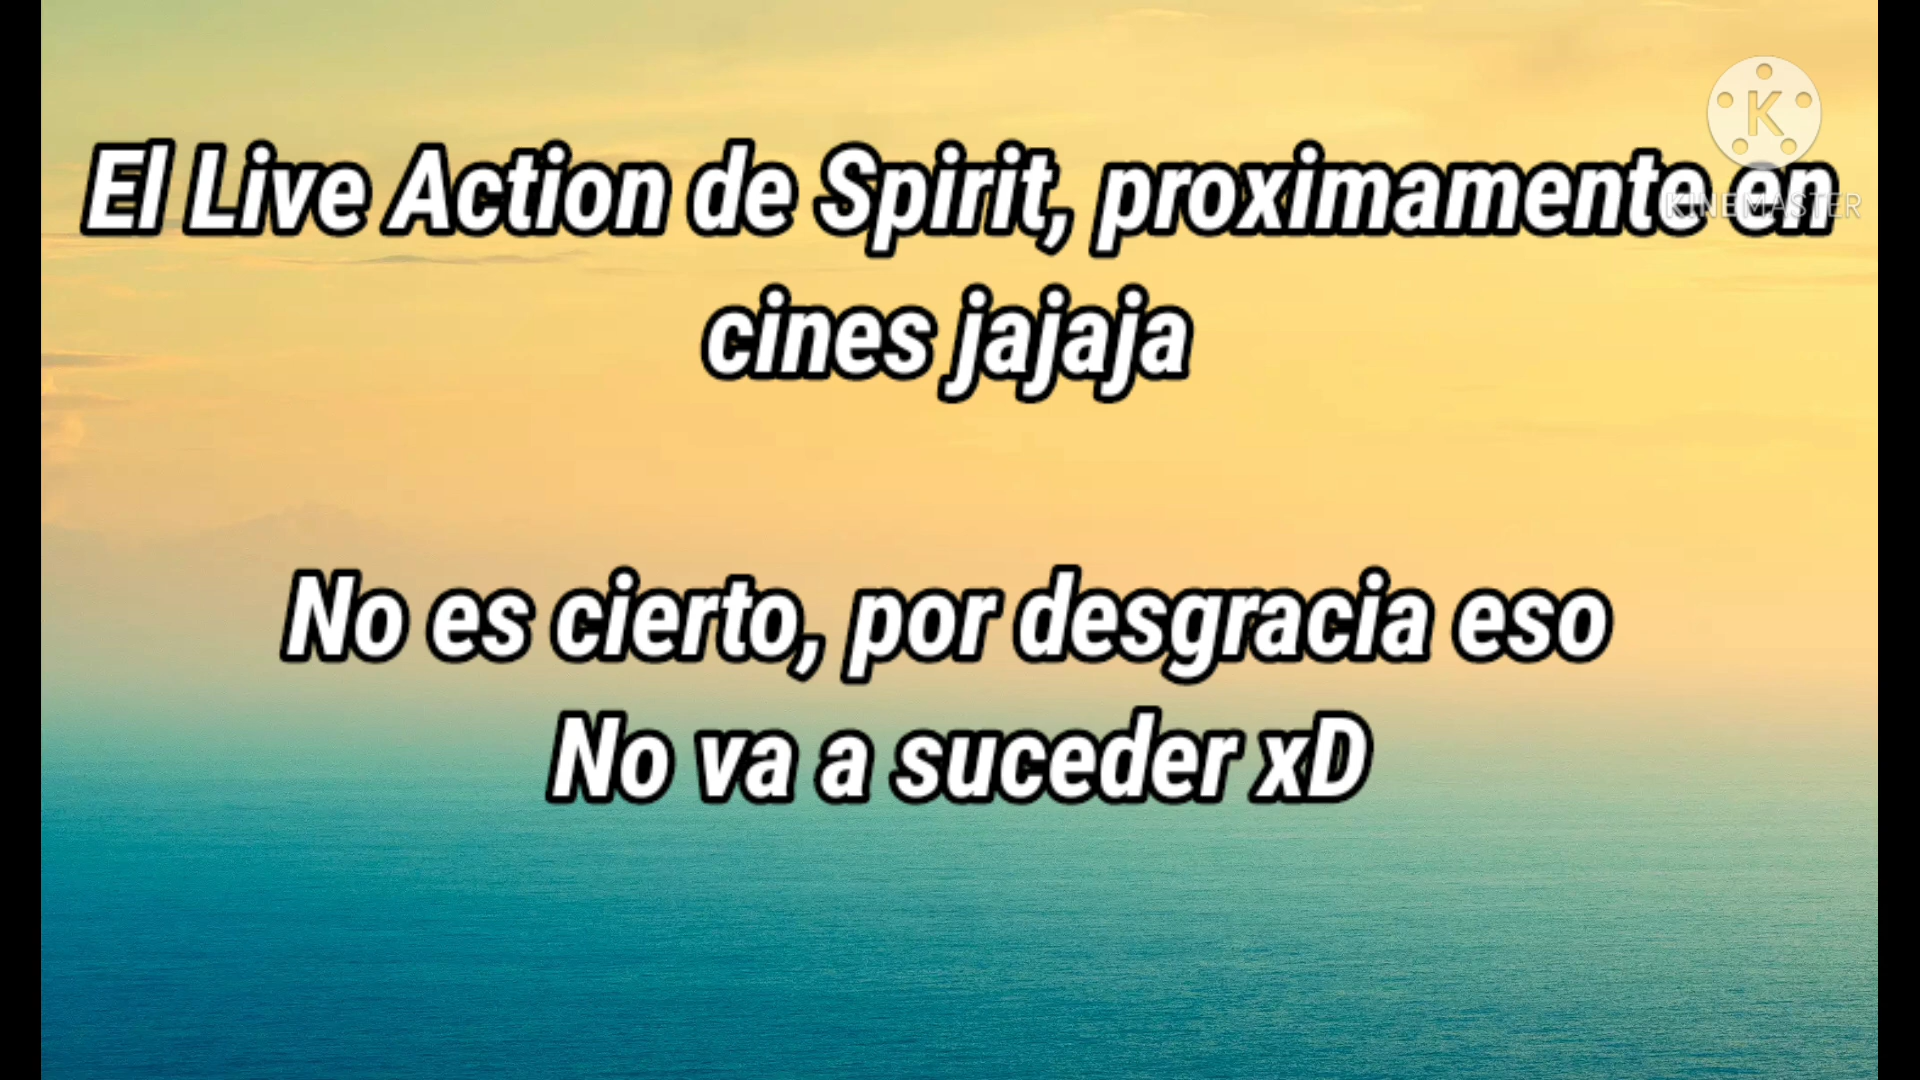 K
KINEMASTER
El Live Action de Spirit, proximamente en
cines jajaja
No es cierto, por desgracia eso
No va a suceder xD